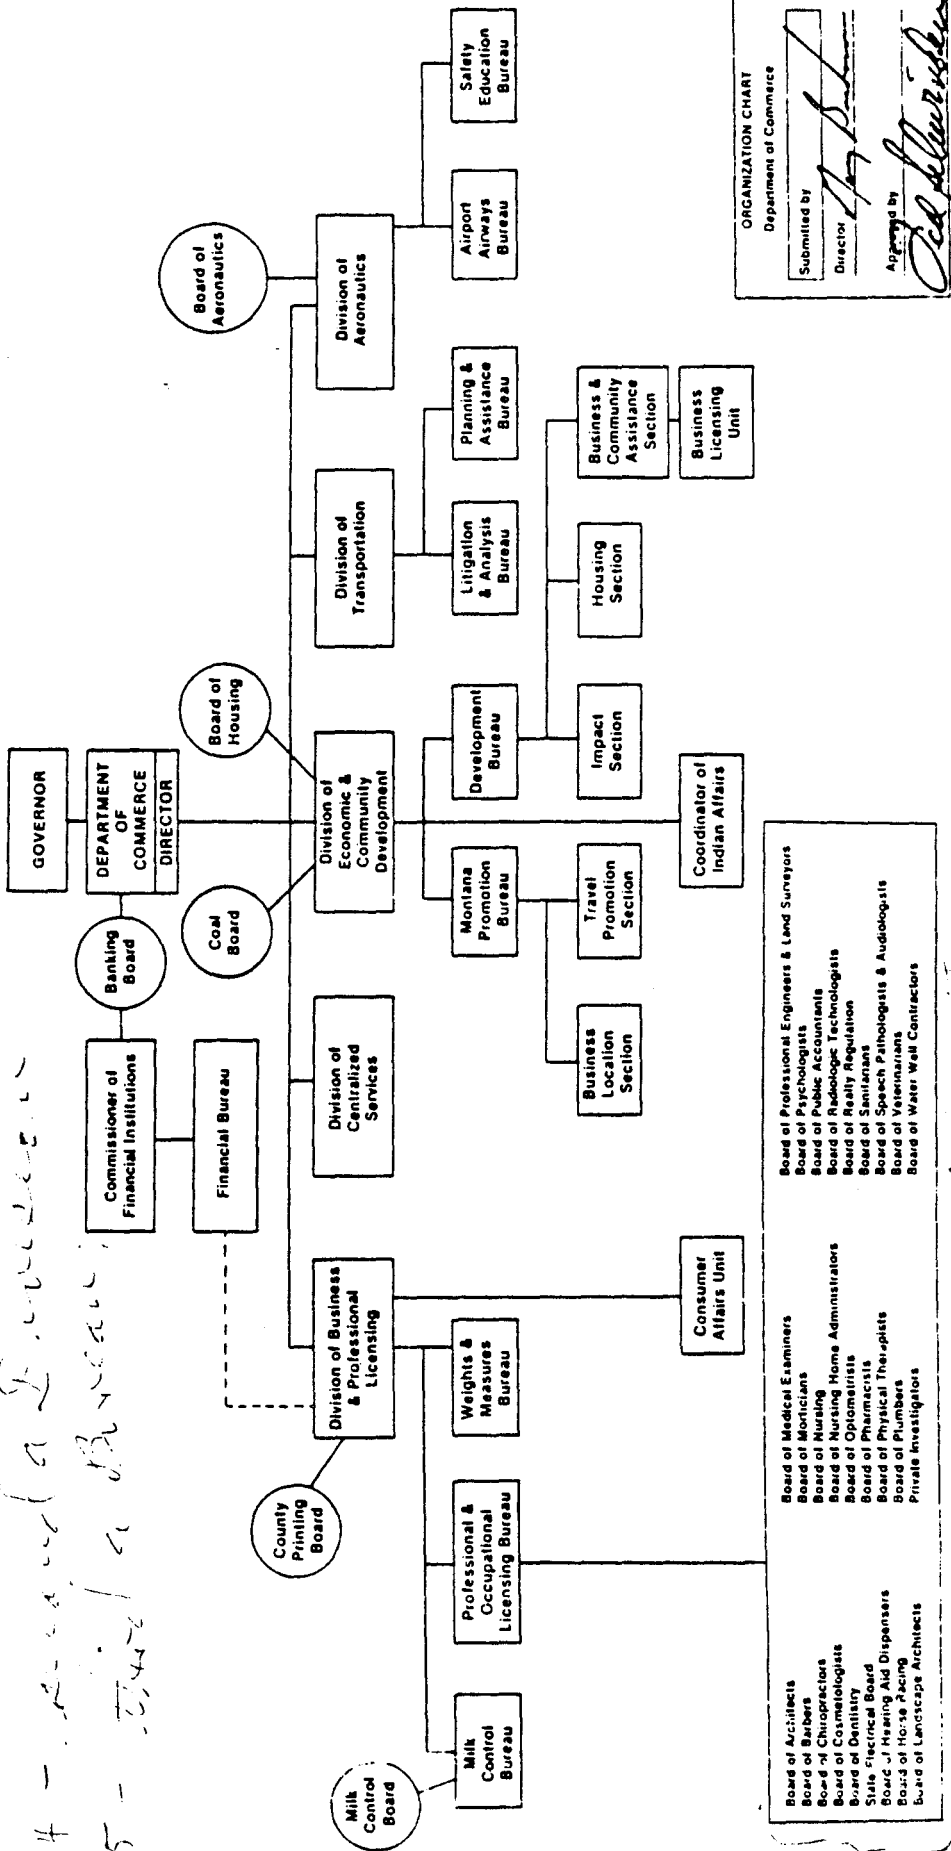 GOVERNOR
DEPARTMENT
OF
COMMERCE
DIRECTOR
Banking
Board
Commissioner of
Financial Institutions
Financial Bureau
Coal
Board
Board of
Housing
Board of
Aeronautics
County
Printing
Board
Division of Business
& Professional
Licensing
Division of
Centralized
Services
Division of
Economic &
Community
Development
Division of
Transportation
Division of
Aeronautics
Milk
Control
Board
Milk
Control
Bureau
Professional &
Occupational
Licensing Bureau
Weights &
Measures
Bureau
Montana
Promotion
Bureau
Development
Bureau
Litigation
& Analysis
Bureau
Planning &
Assistance
Bureau
Airport
Airways
Bureau
Safety
Education
Bureau
Business
Location
Section
Travel
Promotion
Section
Impact
Section
Housing
Section
Business &
Community
Assistance
Section
Consumer
Affairs Unit
Coordinator of
Indian Affairs
Business
Licensing
Unit
Board of Architects
Board of Barbers
Board of Chiropractors
Board of Cosmetologists
Board of Dentistry
State Electrical Board
Board of Hearing Aid Dispensers
Board of Horse Racing
Board of Landscape Architects
Board of Medical Examiners
Board of Morticians
Board of Nursing
Board of Nursing Home Administrators
Board of Optometrists
Board of Pharmacists
Board of Physical Therapists
Board of Plumbers
Private Investigators
Board of Professional Engineers & Land Surveyors
Board of Psychologists
Board of Public Accountants
Board of Radiologic Technologists
Board of Realty Regulation
Board of Sanitarians
Board of Speech Pathologists & Audiologists
Board of Veterinarians
Board of Water Well Contractors
ORGANIZATION CHART
Department of Commerce
Submitted by
Director
Approved by